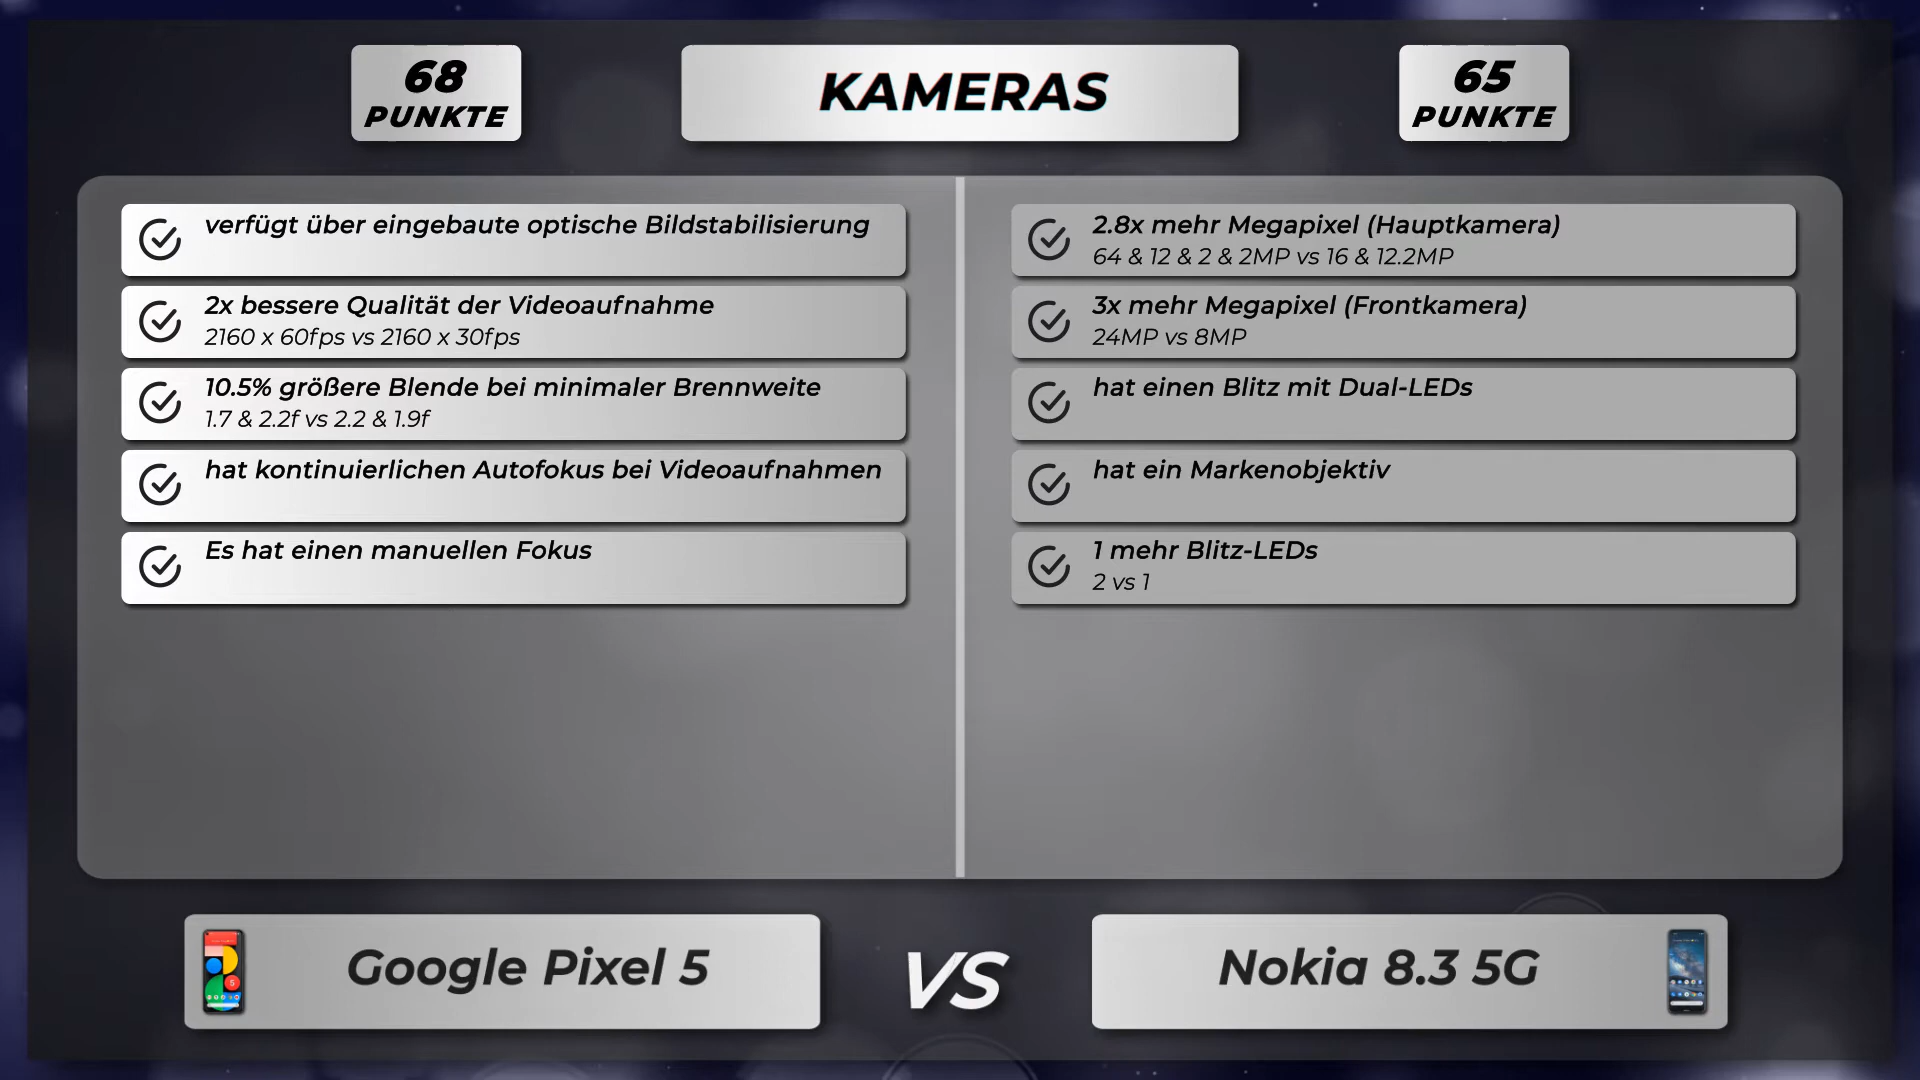 68
PUNKTE
KAMERAS
65
PUNKTE
verfügt über eingebaute optische Bildstabilisierung
2x bessere Qualität der Videoaufnahme
2160 x 60fps vs 2160 x 30fps
10.5% größere Blende bei minimaler Brennweite
1.7 & 2.2f vs 2.2 & 1.9f
hat kontinuierlichen Autofokus bei Videoaufnahmen
Es hat einen manuellen Fokus
2.8x mehr Megapixel (Hauptkamera)
64 & 12 & 2 & 2MP vs 16 & 12.2MP
3x mehr Megapixel (Frontkamera)
24MP vs 8MP
hat einen Blitz mit Dual-LEDs
hat ein Markenobjektiv
1 mehr Blitz-LEDs
2 vs 1
Google Pixel 5
VS
Nokia 8.3 5G